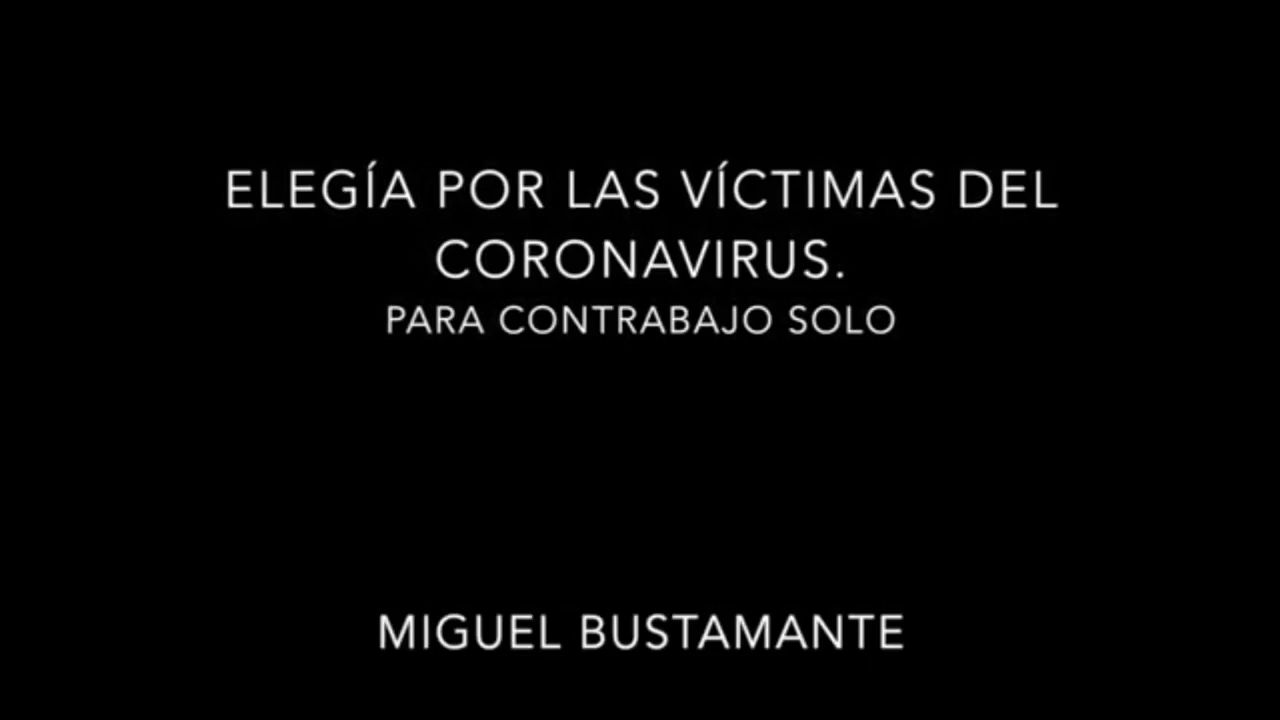 ELEGÍA POR LAS VÍCTIMAS DEL
CORONAVIRUS.
PARA CONTRABAJO SOLO
MIGUEL BUSTAMANTE